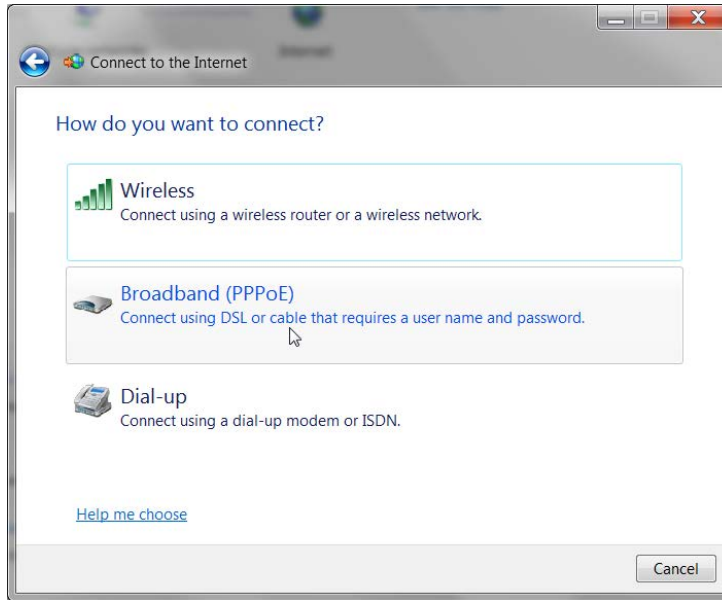 Connect to the Internet
How do you want to connect?
Wireless
Connect using a wireless router or a wireless network.
Broadband (PPPoE)
Connect using DSL or cable that requires a user name and password.
Dial-up
Connect using a dial-up modem or ISDN.
Help me choose
Cancel